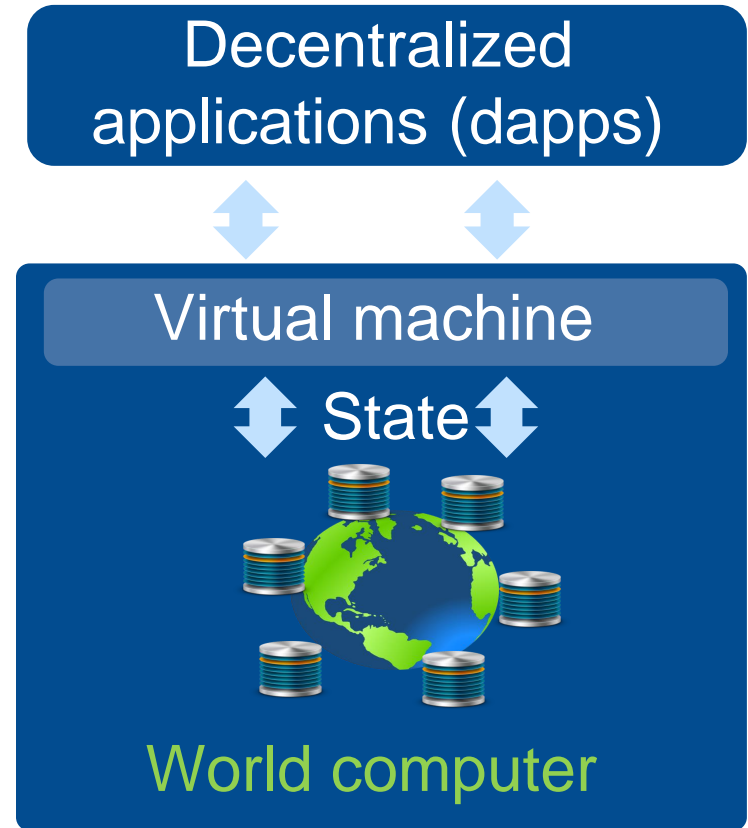 Decentralized
applications (dapps)
Virtual machine
State
World computer